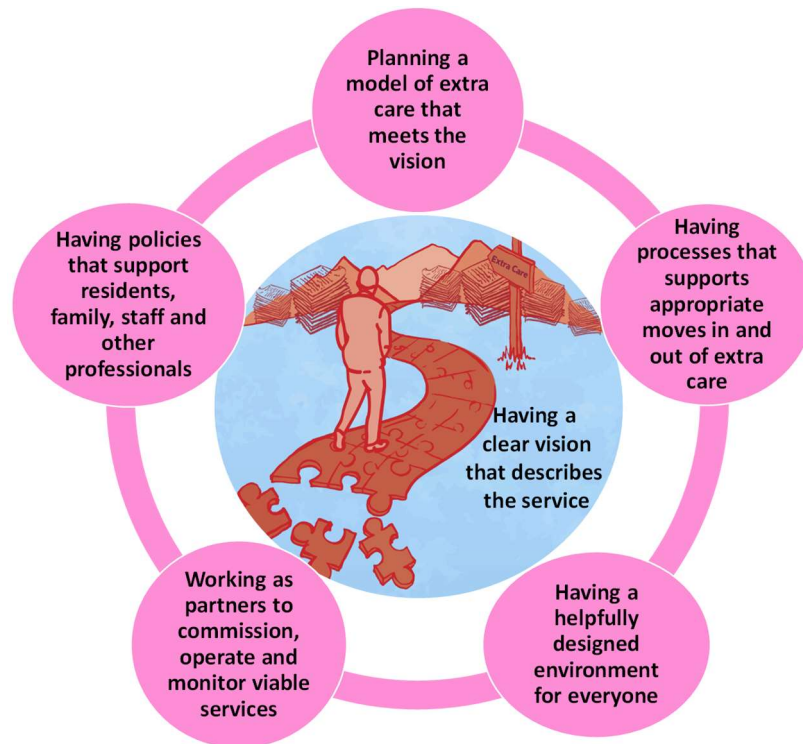 Planning a
model of extra
care that
meets the
vision
Having
processes that
supports
appropriate
moves in and
out of extra
care
Having a
helpfully
designed
environment
for everyone
Working as
partners to
commission,
operate and
monitor viable
services
Having policies
that support
residents,
family, staff and
other
professionals
Extra Care
Having a
clear vision
that describes
the service